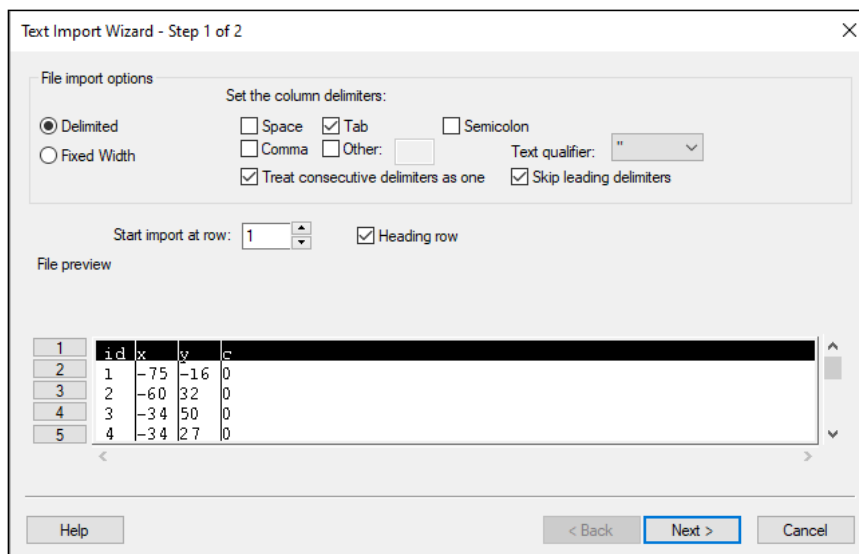 Text Import Wizard - Step 1 of 2
File import options
Set the column delimiters:
Delimited
Space
Tab
Semicolon
Fixed Width
Comma
Other:
Text qualifier: "
Treat consecutive delimiters as one
Skip leading delimiters
Start import at row: 1
Heading row
File preview
1 id x y c
2 1 -75 -16 0
3 2 -60 32 0
4 3 -34 50 0
5 4 -34 27 0
Help
< Back
Next >
Cancel